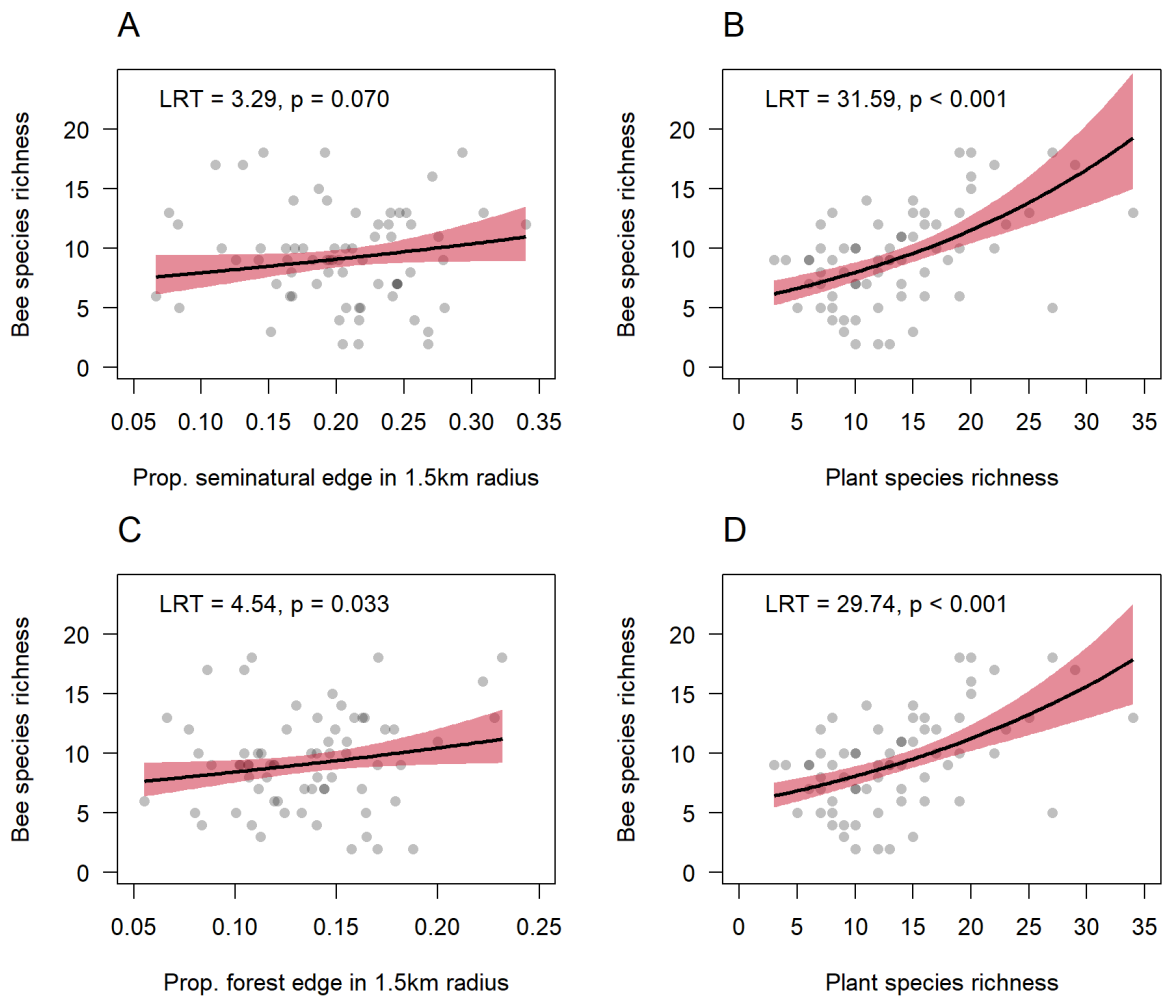 A
LRT = 3.29, p = 0.070
Bee species richness
20
15
10
5
0
0.05 0.10 0.15 0.20 0.25 0.30 0.35
Prop. seminatural edge in 1.5km radius
B
LRT = 31.59, p < 0.001
Bee species richness
20
15
10
5
0
0 5 10 15 20 25 30 35
Plant species richness
C
LRT = 4.54, p = 0.033
Bee species richness
20
15
10
5
0
0.05 0.10 0.15 0.20 0.25
Prop. forest edge in 1.5km radius
D
LRT = 29.74, p < 0.001
Bee species richness
20
15
10
5
0
0 5 10 15 20 25 30 35
Plant species richness